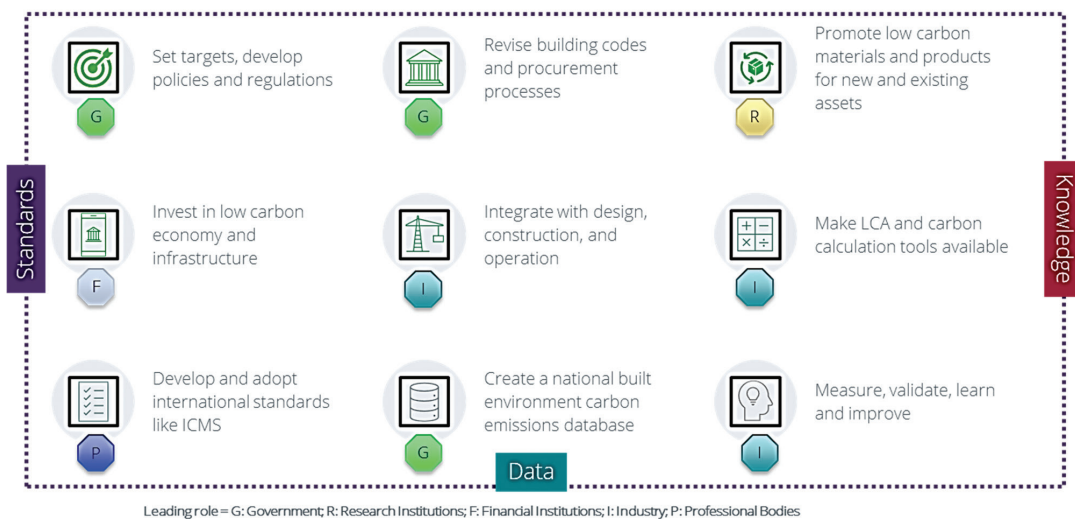 Set targets, develop
policies and regulations
G
Revise building codes
and procurement
processes
G
Promote low carbon
materials and products
for new and existing
assets
R
Standards
Invest in low carbon
economy and
infrastructure
F
Integrate with design,
construction, and
operation
I
Make LCA and carbon
calculation tools available
I
Knowledge
Develop and adopt
international standards
like ICMS
P
Create a national built
environment carbon
emissions database
G
Measure, validate, learn
and improve
I
Data
Leading role = G: Government; R: Research Institutions; F: Financial Institutions; I: Industry; P: Professional Bodies